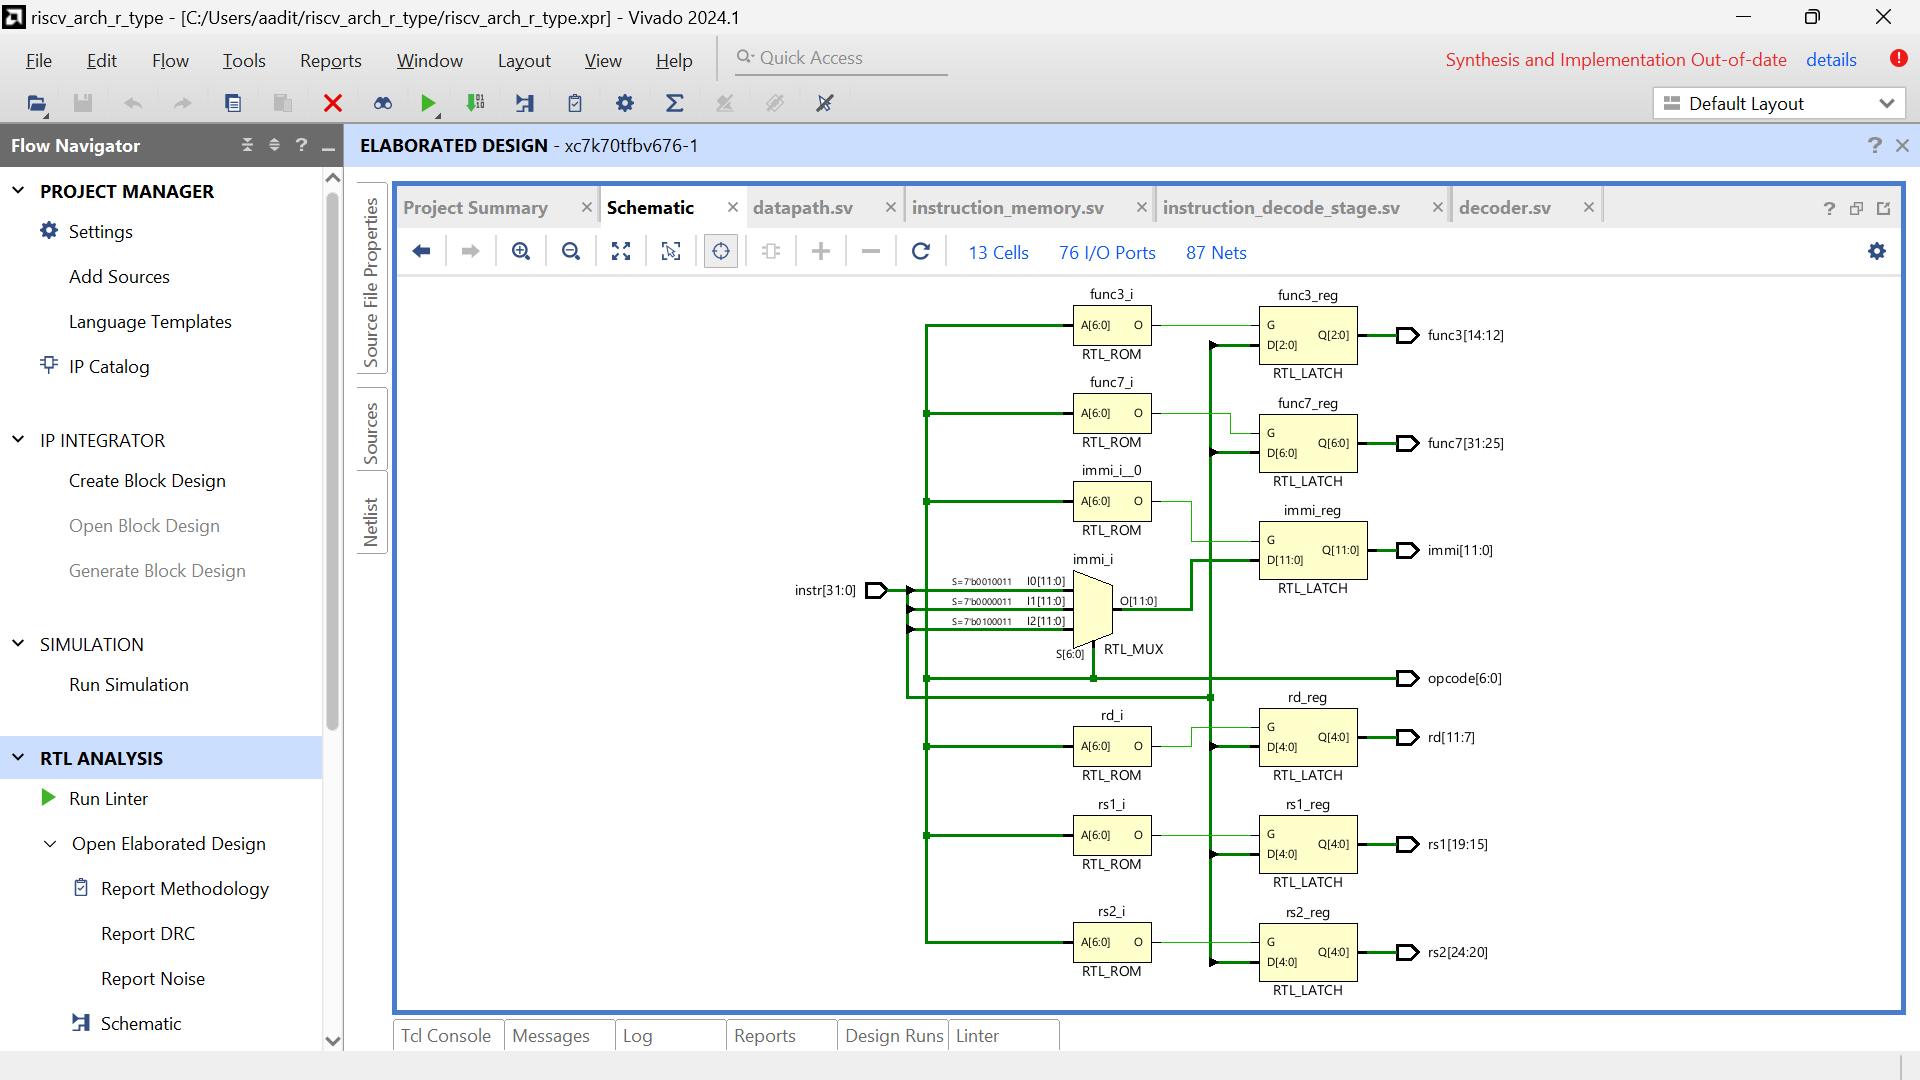 riscv_arch_r_type - [C:/Users/aadit/riscv_arch_r_type/riscv_arch_r_type.xpr] - Vivado 2024.1
File Edit Flow Tools Reports Window Layout View Help Quick Access
Synthesis and Implementation Out-of-date details
Default Layout
Flow Navigator
ELABORATED DESIGN - xc7k70tfbv676-1
PROJECT MANAGER
Settings
Add Sources
Language Templates
IP Catalog
IP INTEGRATOR
Create Block Design
Open Block Design
Generate Block Design
SIMULATION
Run Simulation
RTL ANALYSIS
Run Linter
Open Elaborated Design
Report Methodology
Report DRC
Report Noise
Schematic
Source File Properties
Sources
Netlist
Project Summary Schematic datapath.sv instruction_memory.sv instruction_decode_stage.sv decoder.sv
13 Cells 76 I/O Ports 87 Nets
func3_i
A[6:0] O
RTL_ROM
func3_reg
G
D[2:0] Q[2:0]
RTL_LATCH
func3[14:12]
func7_i
A[6:0] O
RTL_ROM
func7_reg
G
D[6:0] Q[6:0]
RTL_LATCH
func7[31:25]
immi_i__0
A[6:0] O
RTL_ROM
immi_reg
G
D[11:0] Q[11:0]
RTL_LATCH
immi[11:0]
immi_i
instr[31:0]
S=7'b0010011 I0[11:0]
S=7'b0000011 I1[11:0]
S=7'b0100011 I2[11:0]
O[11:0]
S[6:0]
RTL_MUX
opcode[6:0]
rd_i
A[6:0] O
RTL_ROM
rd_reg
G
D[4:0] Q[4:0]
RTL_LATCH
rd[11:7]
rs1_i
A[6:0] O
RTL_ROM
rs1_reg
G
D[4:0] Q[4:0]
RTL_LATCH
rs1[19:15]
rs2_i
A[6:0] O
RTL_ROM
rs2_reg
G
D[4:0] Q[4:0]
RTL_LATCH
rs2[24:20]
Tcl Console Messages Log Reports Design Runs Linter